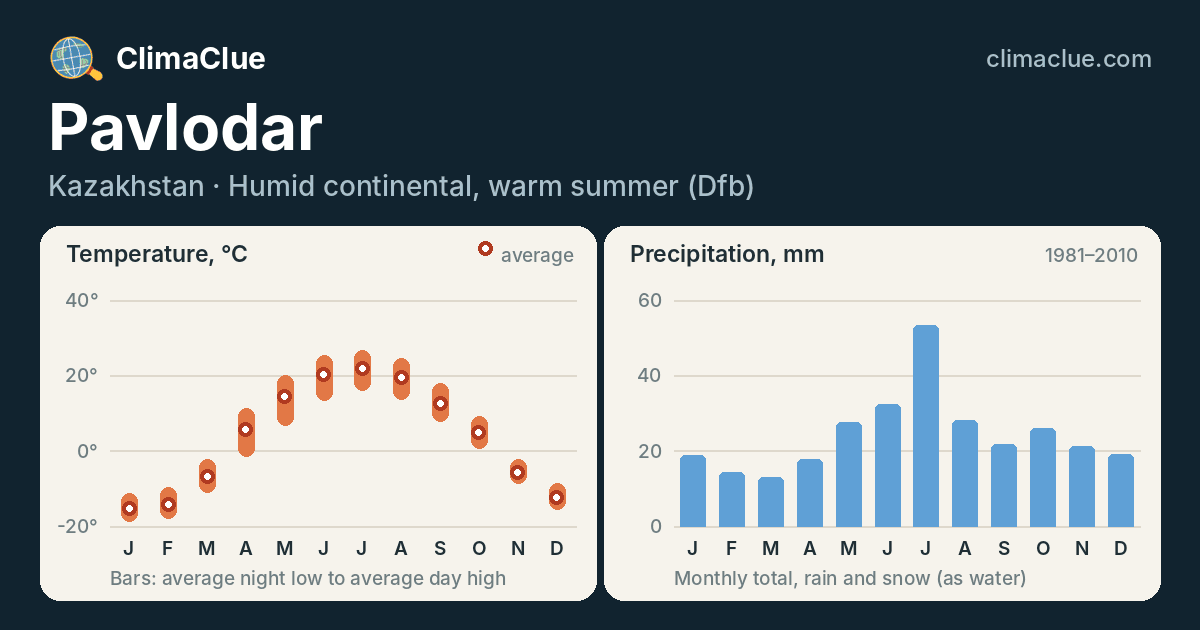 ClimaClue
climaclue.com
Pavlodar
Kazakhstan · Humid continental, warm summer (Dfb)
Temperature, °C
average
40°
20°
0°
-20°
J F M A M J J A S O N D
Bars: average night low to average day high
Precipitation, mm
1981–2010
60
40
20
0
J F M A M J J A S O N D
Monthly total, rain and snow (as water)